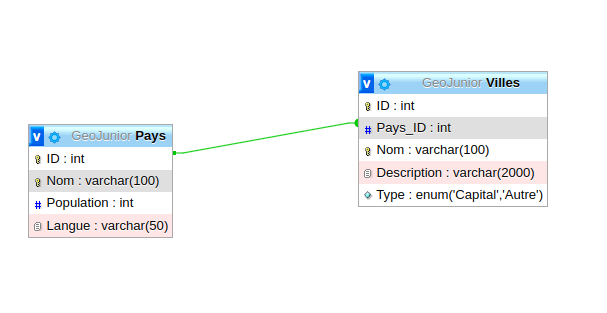 v GeoJunior Pays
ID : int
Nom : varchar(100)
# Population : int
Langue : varchar(50)
v GeoJunior Villes
ID : int
# Pays_ID : int
Nom : varchar(100)
Description : varchar(2000)
Type : enum('Capital','Autre')